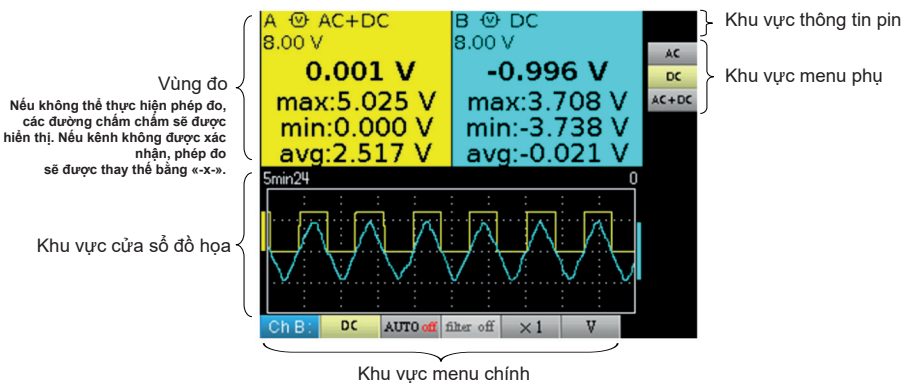 A V AC+DC
8.00 V
0.001 V
max:5.025 V
min:0.000 V
avg:2.517 V
B V DC
8.00 V
-0.996 V
max:3.708 V
min:-3.738 V
avg:-0.021 V
AC
DC
AC+DC
Khu vực thông tin pin
Khu vực menu phụ
Vùng đo
Nếu không thể thực hiện phép đo,
các đường chấm chấm sẽ được
hiển thị. Nếu kênh không được xác
nhận, phép đo
sẽ được thay thế bằng «-x-».
5min24
0
Khu vực cửa sổ đồ họa
Ch B:
DC
AUTO off
filter off
×1
V
Khu vực menu chính